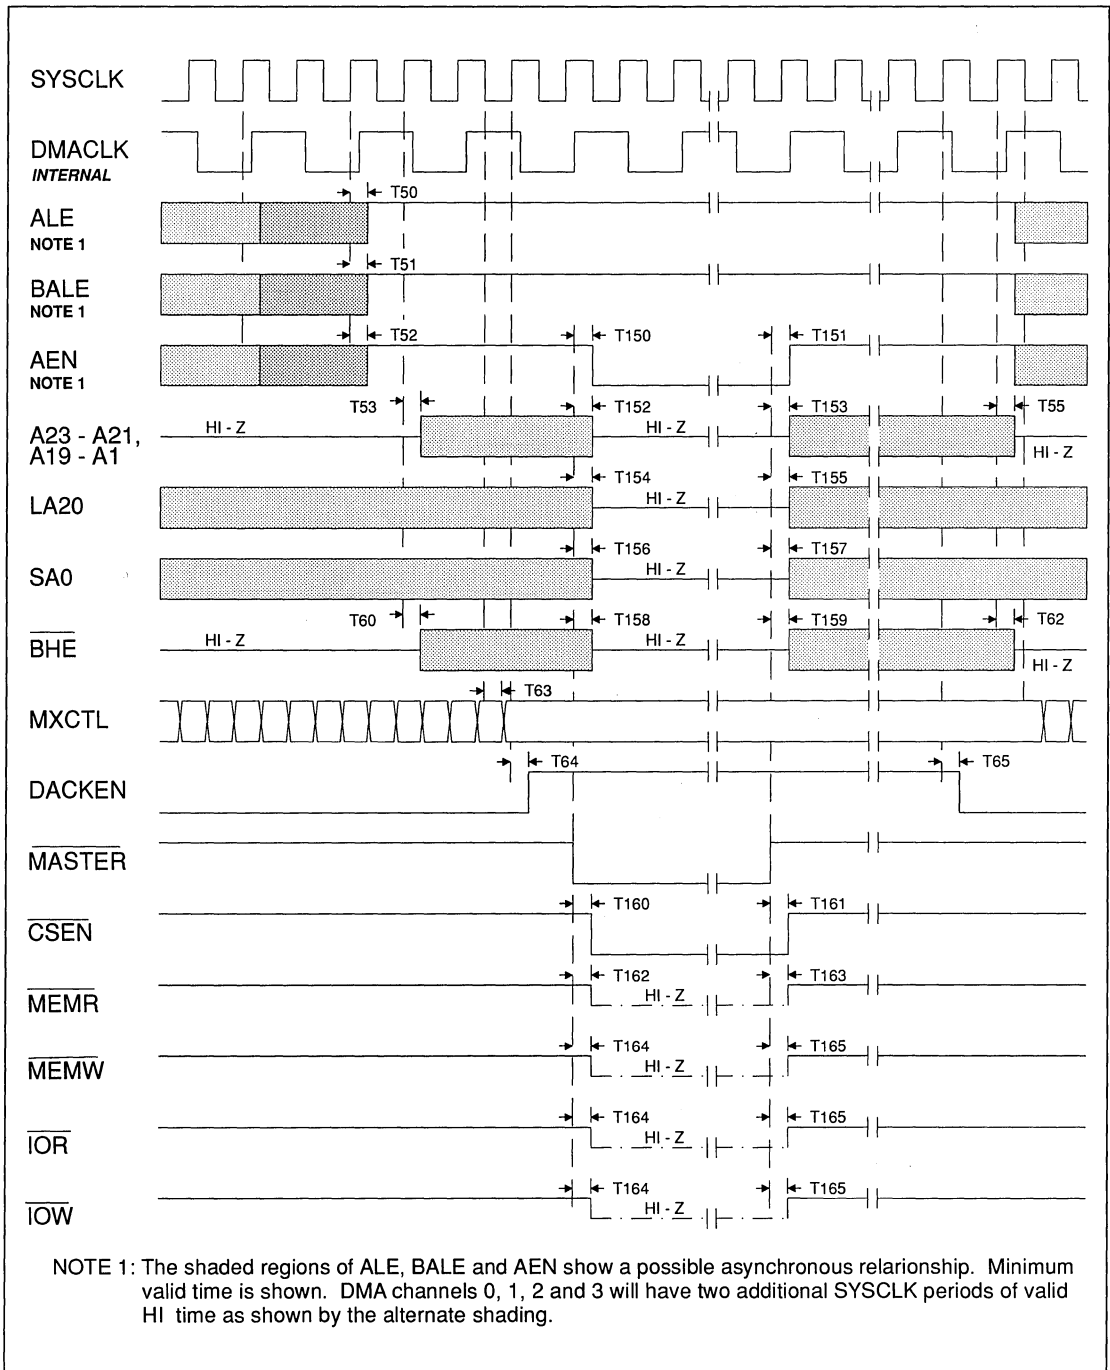 SYSCLK
DMACLK
INTERNAL
T50
ALE
NOTE 1
T51
BALE
NOTE 1
T52 T150 T151
AEN
NOTE 1
T53 T152 T153 T55
A23 - A21, HI - Z HI - Z
A19 - A1 HI - Z
T154 T155
LA20 HI - Z
T156 T157
SA0 HI - Z
T60 T158 T159 T62
BHE HI - Z HI - Z HI - Z
T63
MXCTL
T64 T65
DACKEN
MASTER
T160 T161
CSEN
T162 T163
MEMR HI - Z
T164 T165
MEMW HI - Z
T164 T165
IOR HI - Z
T164 T165
IOW HI - Z
NOTE 1: The shaded regions of ALE, BALE and AEN show a possible asynchronous relarionship. Minimum
valid time is shown. DMA channels 0, 1, 2 and 3 will have two additional SYSCLK periods of valid
HI time as shown by the alternate shading.